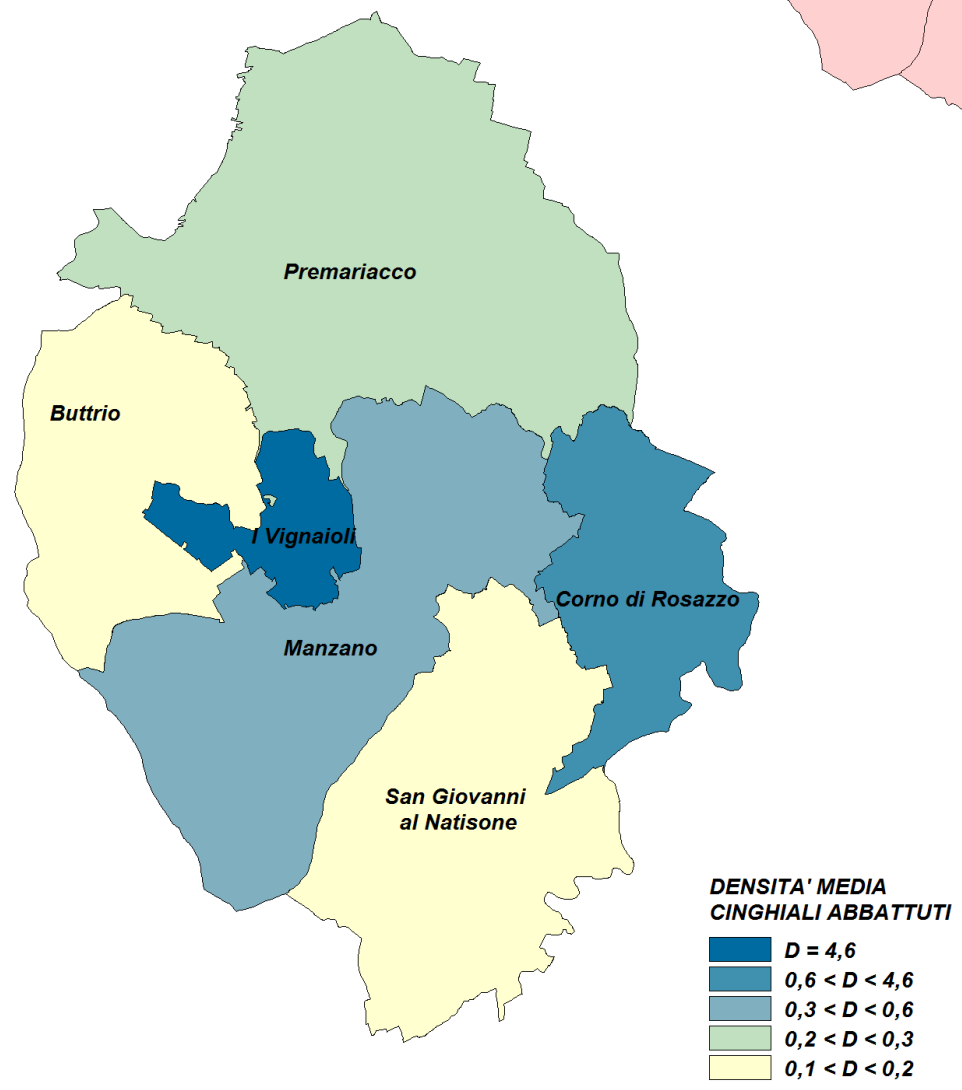 Premariacco
Buttrio
I Vignaioli
Corno di Rosazzo
Manzano
San Giovanni
al Natisone
DENSITA' MEDIA
CINGHIALI ABBATTUTI
D = 4,6
0,6 < D < 4,6
0,3 < D < 0,6
0,2 < D < 0,3
0,1 < D < 0,2